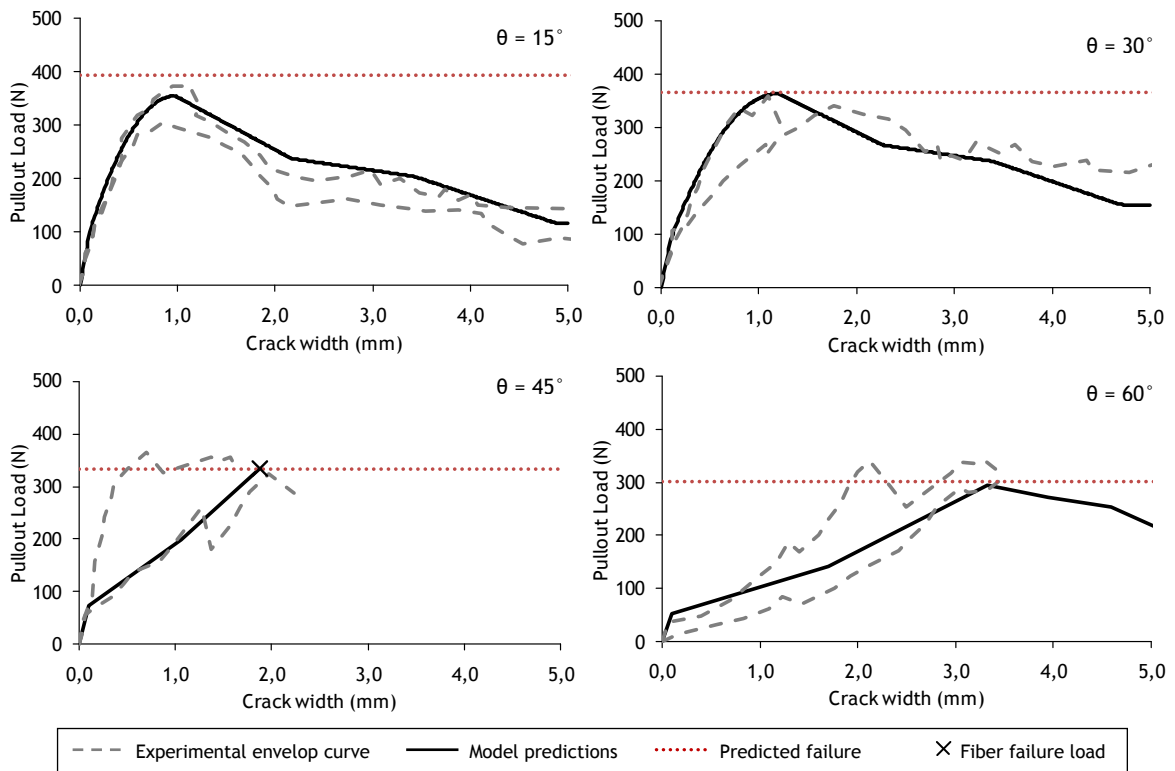 θ = 15°
Pullout Load (N)
500
400
300
200
100
0
0,0 1,0 2,0 3,0 4,0 5,0
Crack width (mm)
θ = 30°
Pullout Load (N)
500
400
300
200
100
0
0,0 1,0 2,0 3,0 4,0 5,0
Crack width (mm)
θ = 45°
Pullout Load (N)
500
400
300
200
100
0
0,0 1,0 2,0 3,0 4,0 5,0
Crack width (mm)
θ = 60°
Pullout Load (N)
500
400
300
200
100
0
0,0 1,0 2,0 3,0 4,0 5,0
Crack width (mm)
Experimental envelop curve Model predictions Predicted failure Fiber failure load